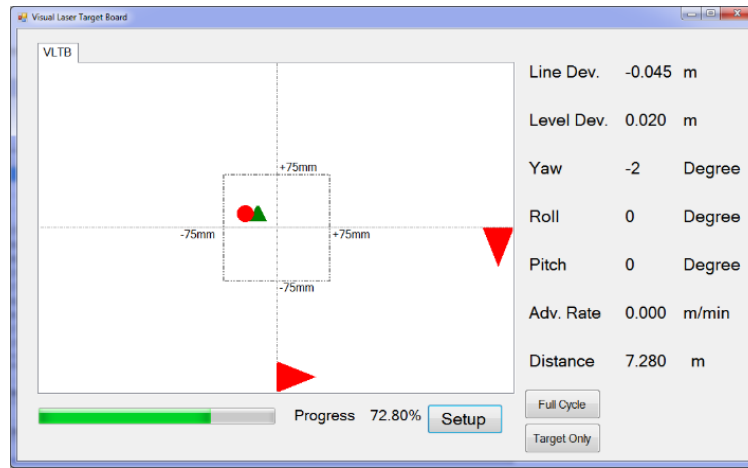 Visual Laser Target Board
VLTB
+75mm
-75mm
+75mm
-75mm
Progress 72.80%
Setup
Line Dev. -0.045 m
Level Dev. 0.020 m
Yaw -2 Degree
Roll 0 Degree
Pitch 0 Degree
Adv. Rate 0.000 m/min
Distance 7.280 m
Full Cycle
Target Only